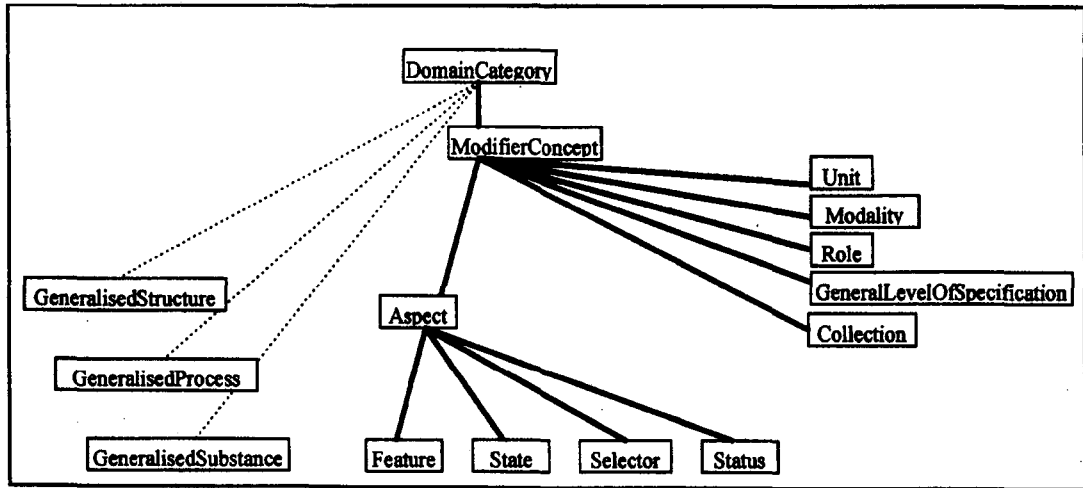 DomainCategory
ModifierConcept
Unit
Modality
Role
GeneralLevelOfSpecification
Collection
GeneralisedStructure
Aspect
GeneralisedProcess
GeneralisedSubstance
Feature
State
Selector
Status